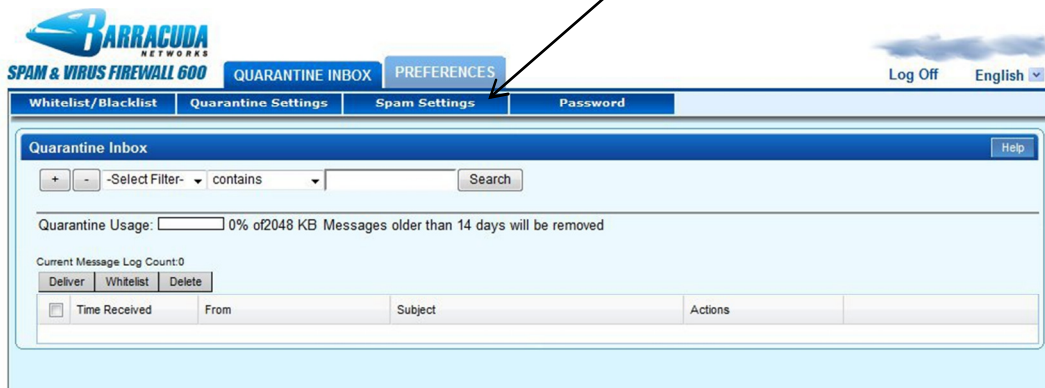 BARRACUDA
NETWORKS
SPAM & VIRUS FIREWALL 600 QUARANTINE INBOX PREFERENCES Log Off English
Whitelist/Blacklist Quarantine Settings Spam Settings Password
Quarantine Inbox Help
+ - -Select Filter- contains Search
Quarantine Usage: 0% of2048 KB Messages older than 14 days will be removed
Current Message Log Count:0
Deliver Whitelist Delete
Time Received From Subject Actions